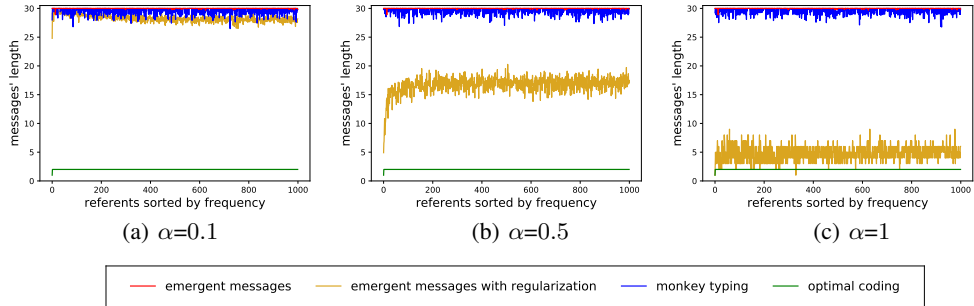 30
25
20
15
10
5
0
messages' length
0 200 400 600 800 1000
referents sorted by frequency
(a) α=0.1
30
25
20
15
10
5
0
messages' length
0 200 400 600 800 1000
referents sorted by frequency
(b) α=0.5
30
25
20
15
10
5
0
messages' length
0 200 400 600 800 1000
referents sorted by frequency
(c) α=1
emergent messages emergent messages with regularization monkey typing optimal coding